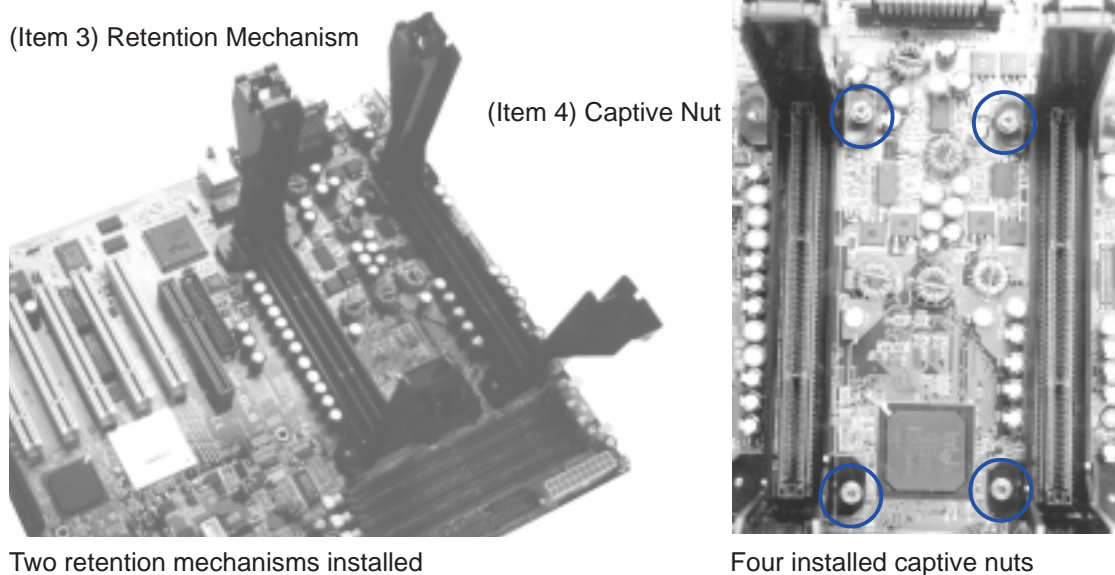 (Item 3) Retention Mechanism
(Item 4) Captive Nut
Two retention mechanisms installed
Four installed captive nuts